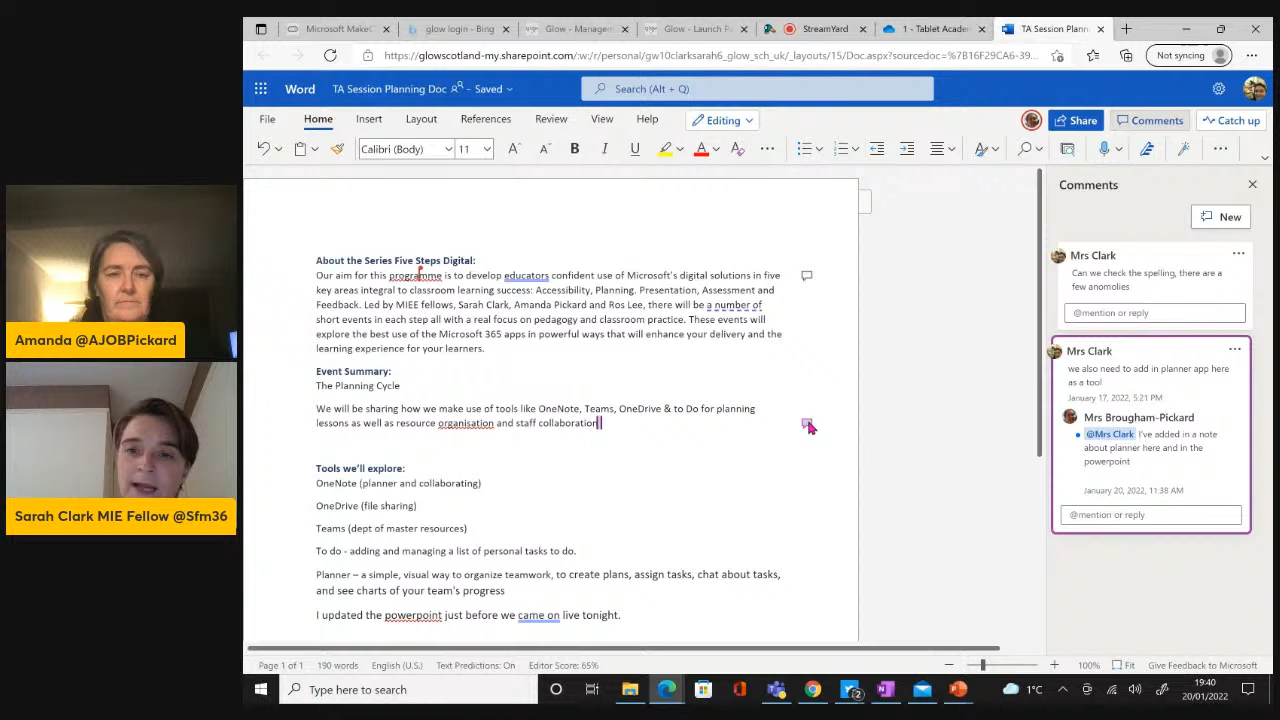 Microsoft MakeC
glow login - Bing
Glow - Managem
Glow - Launch P
StreamYard
1 - Tablet Acade
TA Session Plannin
https://glowscotland-my.sharepoint.com/:w:/r/personal/gw10clarksarah6_glow_sch_uk/_layouts/15/Doc.aspx?sourcedoc=%7B16F29CA6-39...
Not syncing
Word
TA Session Planning Doc - Saved
Search (Alt + Q)
File
Home
Insert
Layout
References
Review
View
Help
Editing
Share
Comments
Catch up
Calibri (Body)
11
About the Series Five Steps Digital:
Our aim for this programme is to develop educators confident use of Microsoft's digital solutions in five
key areas integral to classroom learning success: Accessibility, Planning. Presentation, Assessment and
Feedback. Led by MIEE fellows, Sarah Clark, Amanda Pickard and Ros Lee, there will be a number of
short events in each step all with a real focus on pedagogy and classroom practice. These events will
explore the best use of the Microsoft 365 apps in powerful ways that will enhance your delivery and the
learning experience for your learners.
Event Summary:
The Planning Cycle
We will be sharing how we make use of tools like OneNote, Teams, OneDrive & to Do for planning
lessons as well as resource organisation and staff collaboration
Tools we'll explore:
OneNote (planner and collaborating)
OneDrive (file sharing)
Teams (dept of master resources)
To do - adding and managing a list of personal tasks to do.
Planner – a simple, visual way to organize teamwork, to create plans, assign tasks, chat about tasks,
and see charts of your team's progress
I updated the powerpoint just before we came on live tonight.
Comments
New
Mrs Clark
Can we check the spelling, there are a
few anomolies
@mention or reply
Mrs Clark
we also need to add in planner app here
as a tool
January 17, 2022, 5:21 PM
Mrs Brougham-Pickard
@Mrs Clark I've added in a note
about planner here and in the
powerpoint
January 20, 2022, 11:38 AM
@mention or reply
Amanda @AJOBPickard
Sarah Clark MIE Fellow @Sfm36
Page 1 of 1
190 words
English (U.S.)
Text Predictions: On
Editor Score: 65%
100%
Fit
Give Feedback to Microsoft
Type here to search
2
1°C
19:40
20/01/2022